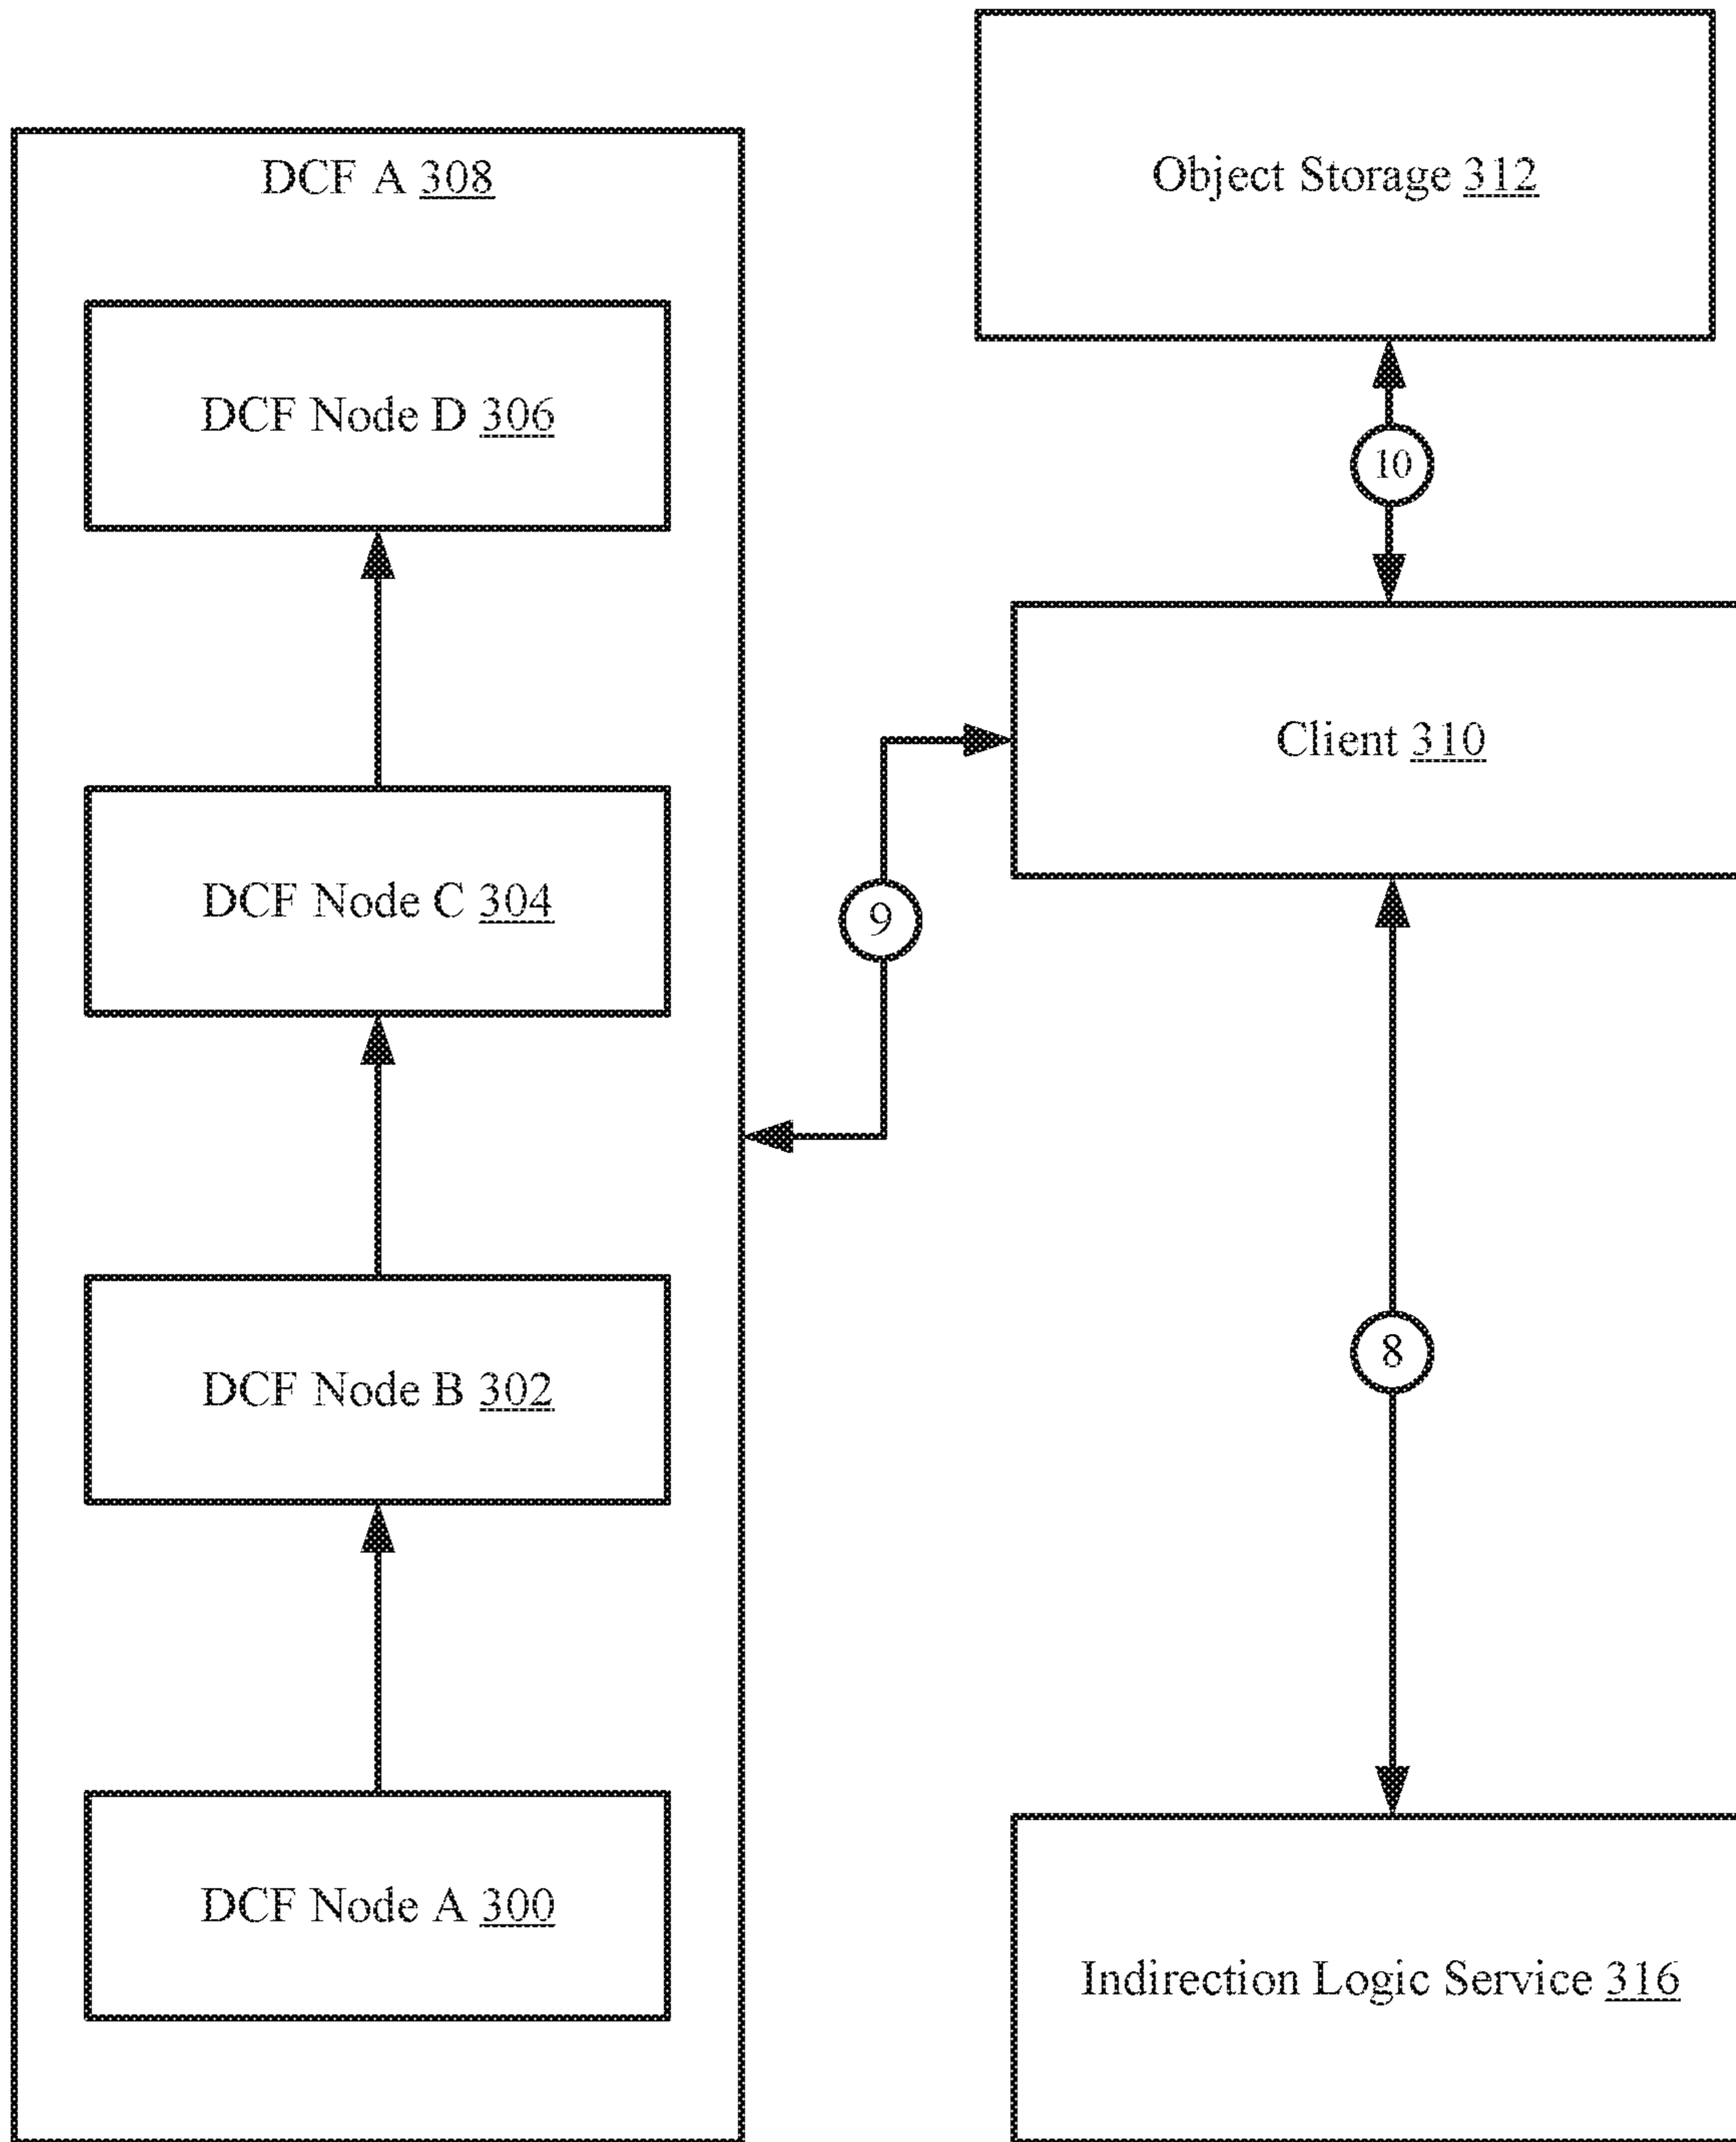 Object Storage 312
DCF A 308
DCF Node D 306
10
Client 310
DCF Node C 304
9
8
DCF Node B 302
DCF Node A 300
Indirection Logic Service 316